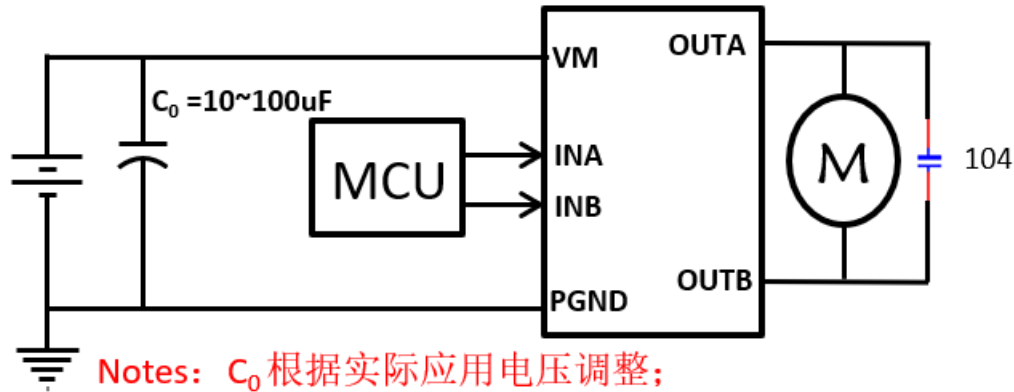 OUTA
VM
C₀ =10~100uF
MCU
INA
INB
M
104
OUTB
PGND
Notes: C₀根据实际应用电压调整；